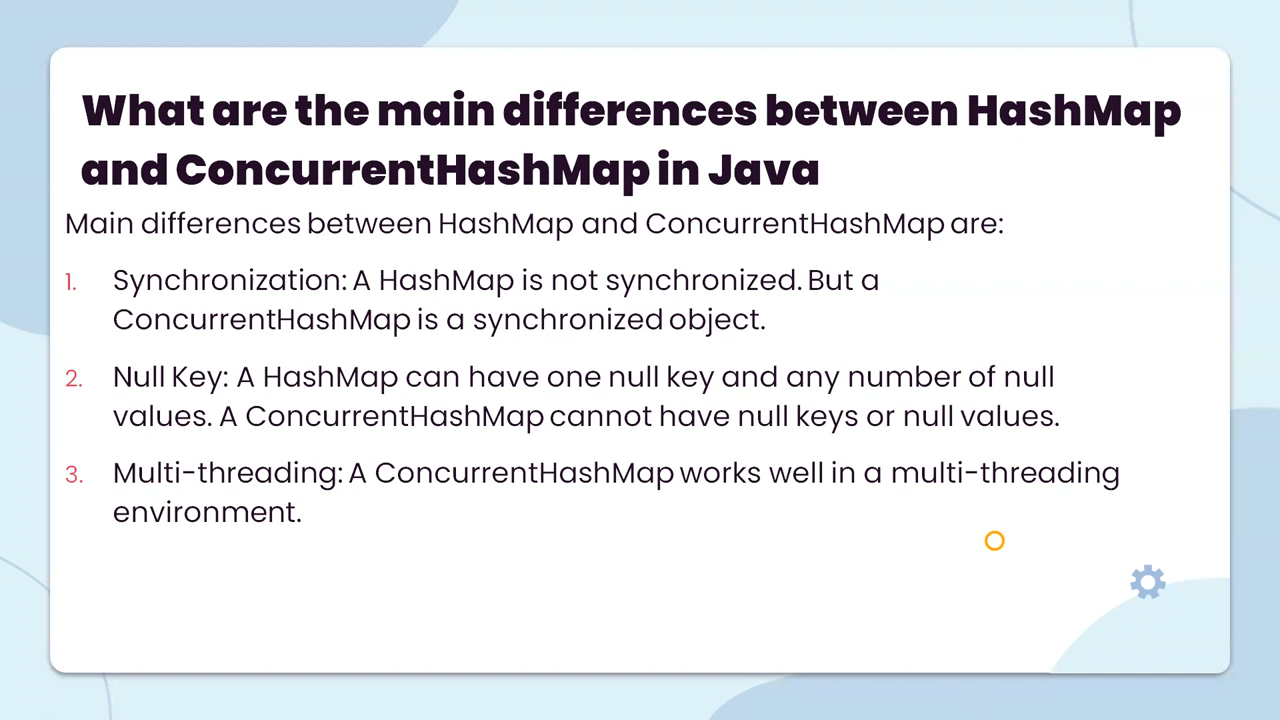 What are the main differences between HashMap
and ConcurrentHashMap in Java
Main differences between HashMap and ConcurrentHashMap are:
1. Synchronization: A HashMap is not synchronized. But a
ConcurrentHashMap is a synchronized object.
2. Null Key: A HashMap can have one null key and any number of null
values. A ConcurrentHashMap cannot have null keys or null values.
3. Multi-threading: A ConcurrentHashMap works well in a multi-threading
environment.